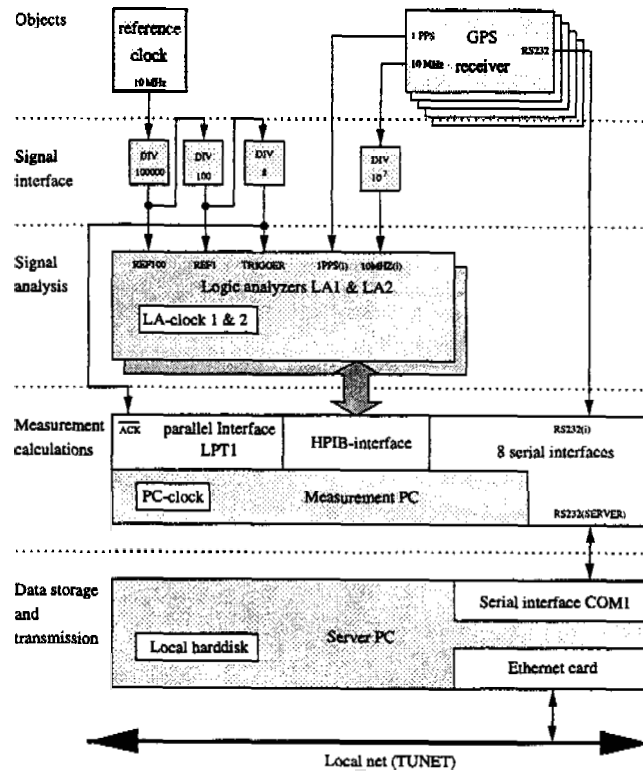 Objects
reference
clock
10 MHz
1 PPS
GPS
RS232
10 MHz
receiver
Signal
interface
DIV
100000
DIV
100
DIV
8
DIV
10⁷
Signal
analysis
REF100
REF1
TRIGGER
1PPS(i)
10MHZ(i)
Logic analyzers LA1 & LA2
LA-clock 1 & 2
Measurement
calculations
ACK
parallel Interface
LPT1
HPIB-interface
RS232(i)
8 serial interfaces
PC-clock
Measurement PC
RS232(SERVER)
Data storage
and
transmission
Serial interface COM1
Server PC
Local harddisk
Ethernet card
Local net (TUNET)